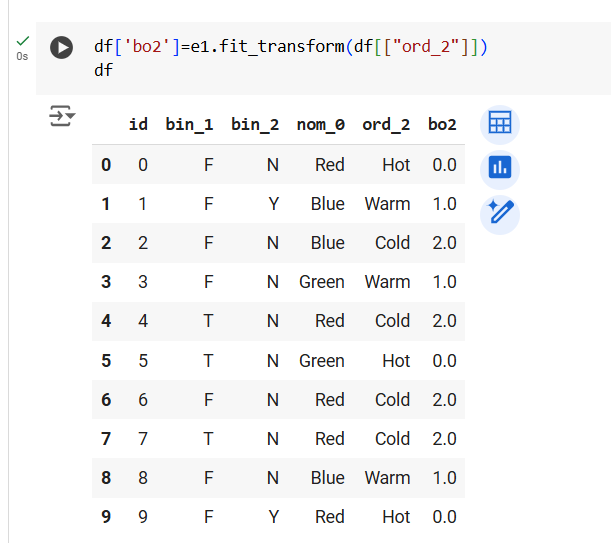 df['bo2']=e1.fit_transform(df[["ord_2"]])
0s
df
id bin_1 bin_2 nom_0 ord_2 bo2
0 0 F N Red Hot 0.0
1 1 F Y Blue Warm 1.0
2 2 F N Blue Cold 2.0
3 3 F N Green Warm 1.0
4 4 T N Red Cold 2.0
5 5 T N Green Hot 0.0
6 6 F N Red Cold 2.0
7 7 T N Red Cold 2.0
8 8 F N Blue Warm 1.0
9 9 F Y Red Hot 0.0